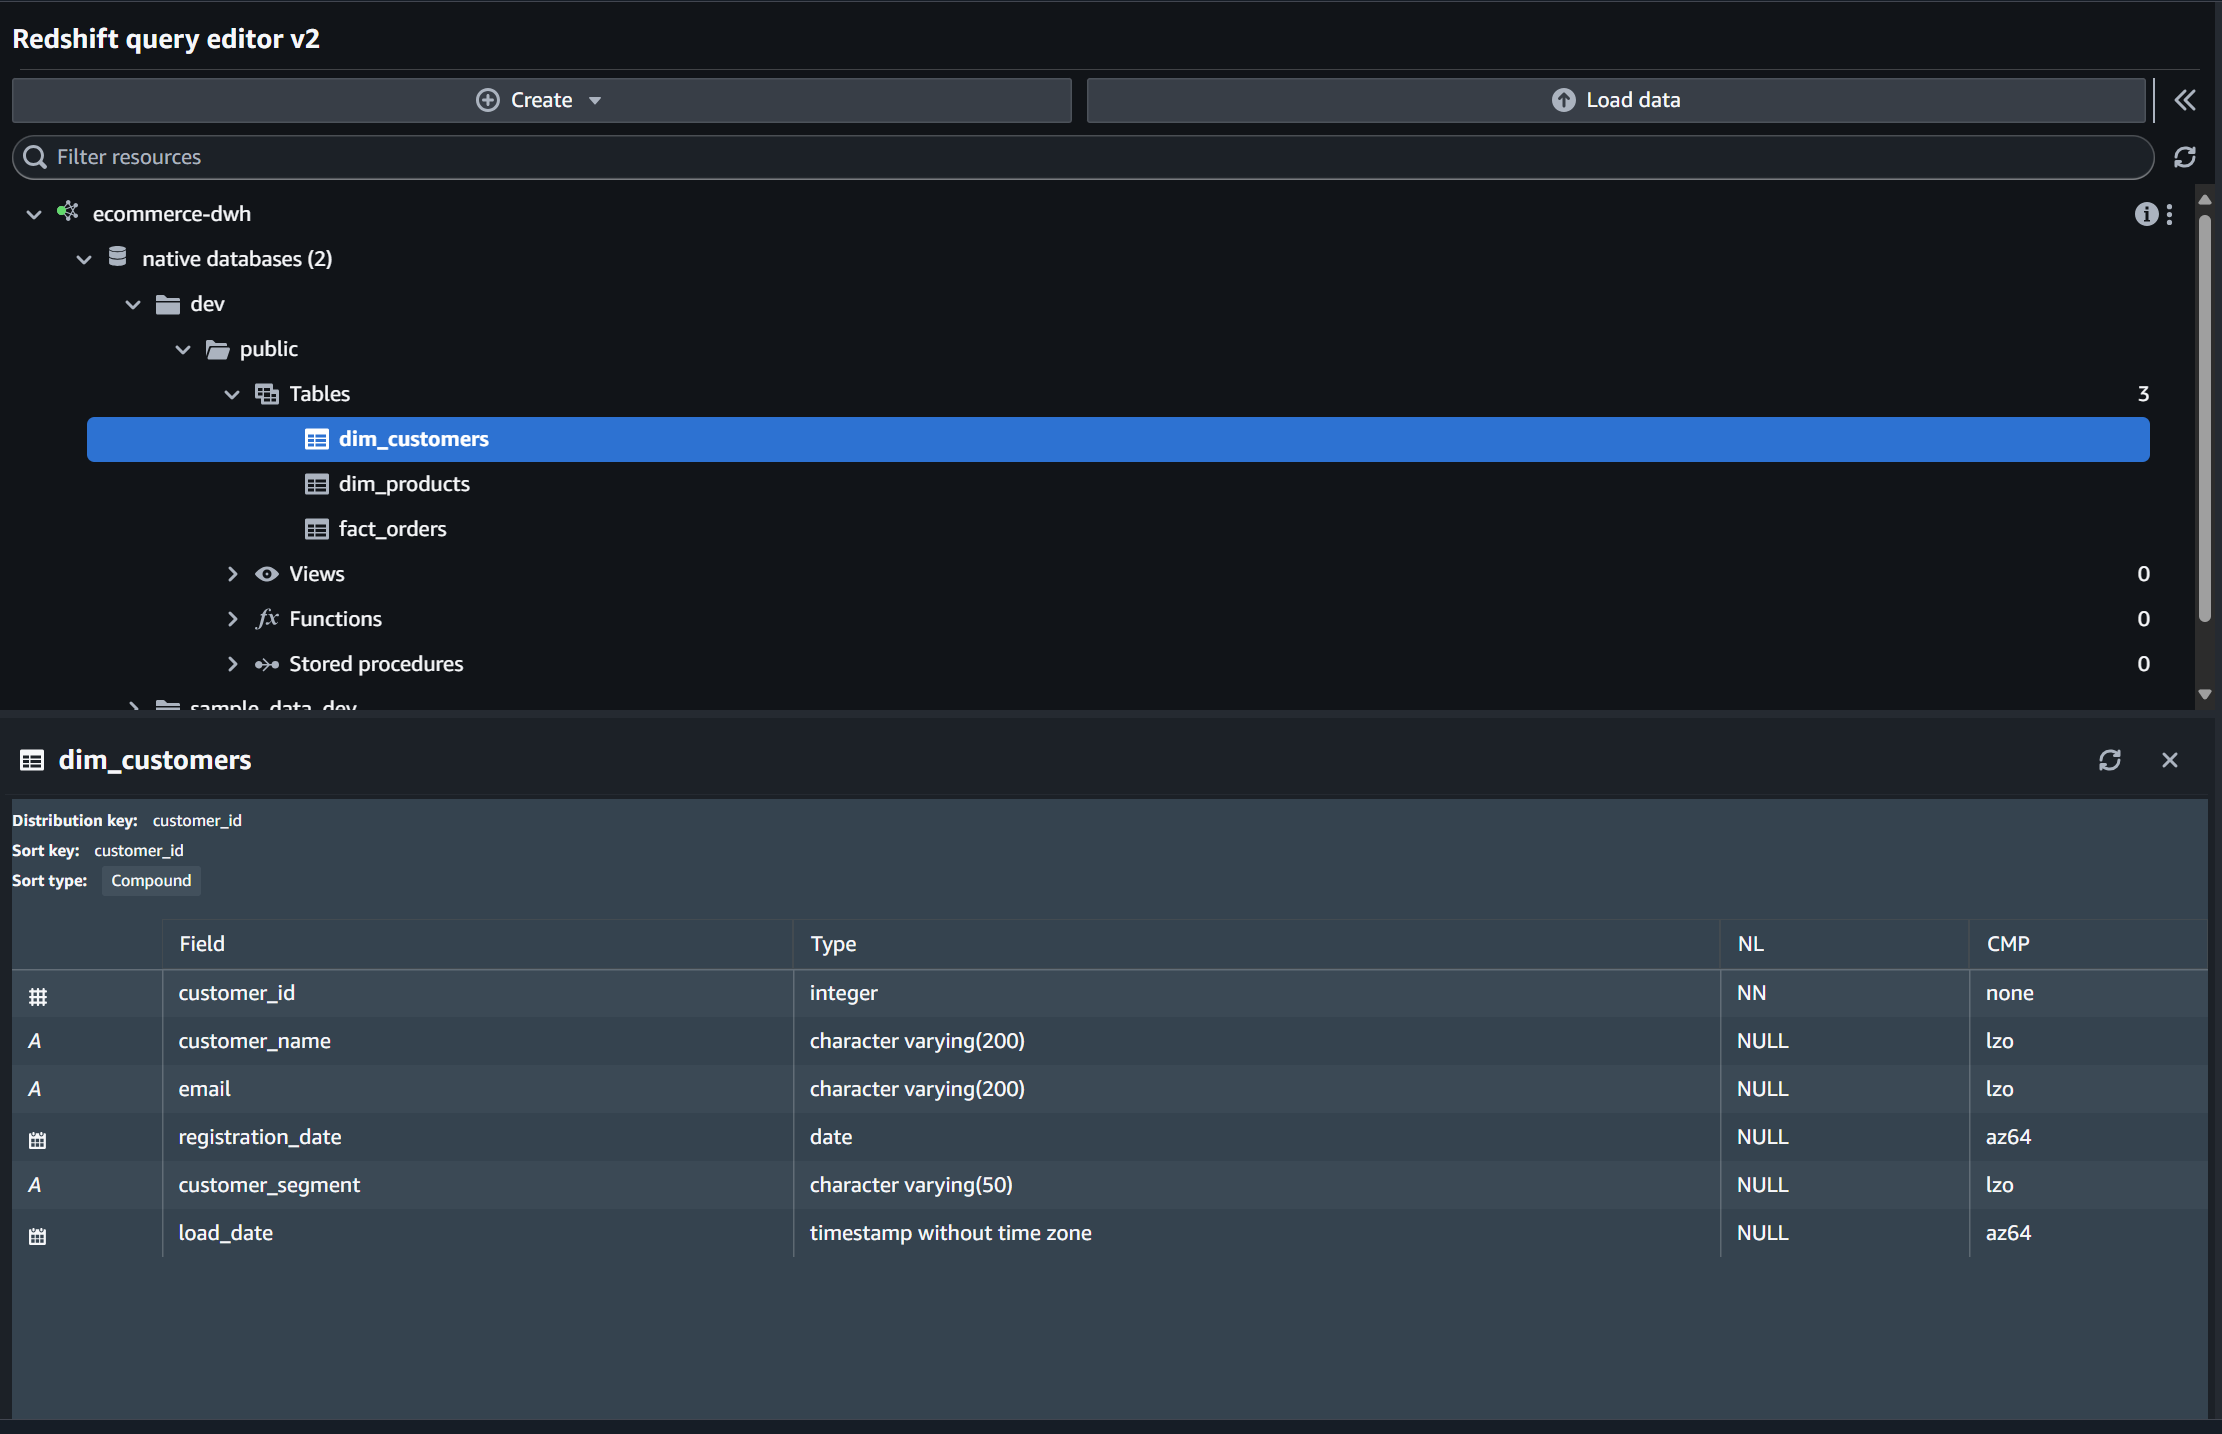 Redshift query editor v2
Create Load data
Filter resources
ecommerce-dwh
native databases (2)
dev
public
Tables 3
dim_customers
dim_products
fact_orders
Views 0
Functions 0
Stored procedures 0
sample_data_dev
dim_customers
Distribution key: customer_id
Sort key: customer_id
Sort type: Compound
Field Type NL CMP
customer_id integer NN none
customer_name character varying(200) NULL lzo
email character varying(200) NULL lzo
registration_date date NULL az64
customer_segment character varying(50) NULL lzo
load_date timestamp without time zone NULL az64